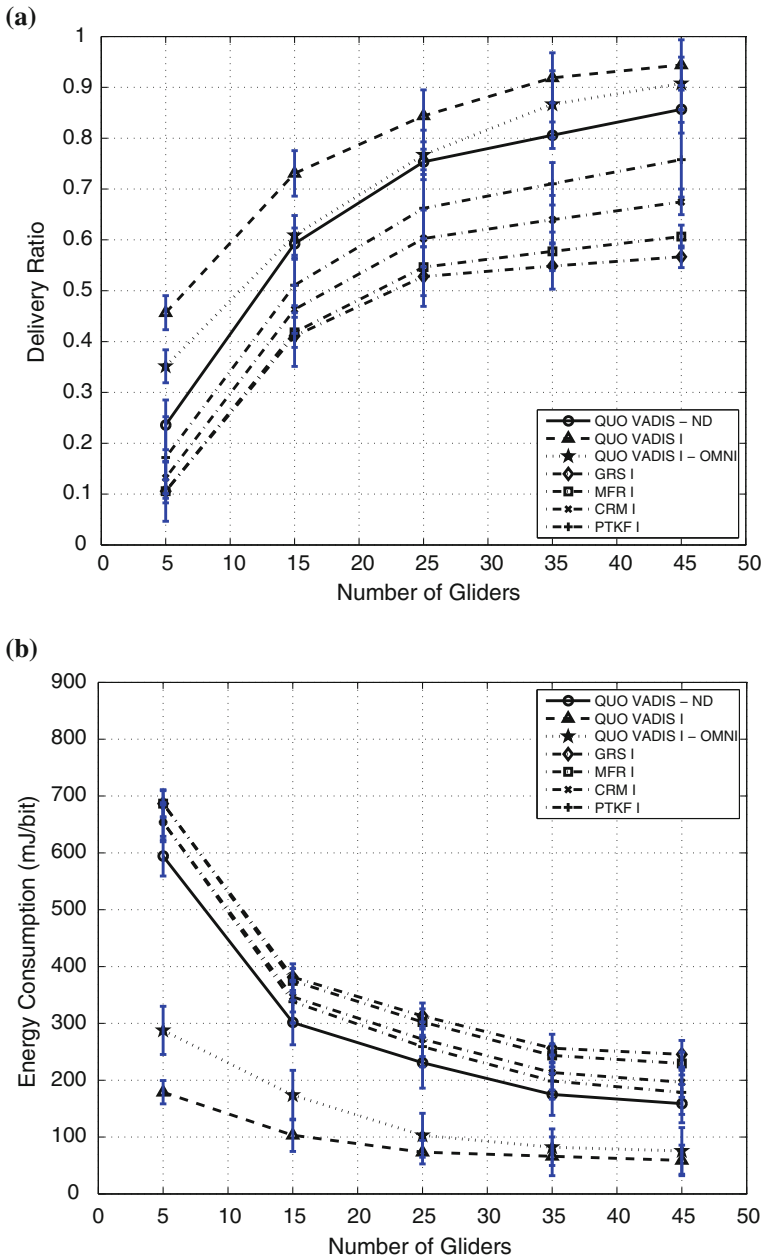 (a)
1
0.9
0.8
0.7
0.6
0.5
0.4
0.3
0.2
0.1
0
Delivery Ratio
QUO VADIS − ND
QUO VADIS I
QUO VADIS I − OMNI
GRS I
MFR I
CRM I
PTKF I
0 5 10 15 20 25 30 35 40 45 50
Number of Gliders
(b)
900
800
700
600
500
400
300
200
100
0
Energy Consumption (mJ/bit)
QUO VADIS − ND
QUO VADIS I
QUO VADIS I − OMNI
GRS I
MFR I
CRM I
PTKF I
0 5 10 15 20 25 30 35 40 45 50
Number of Gliders